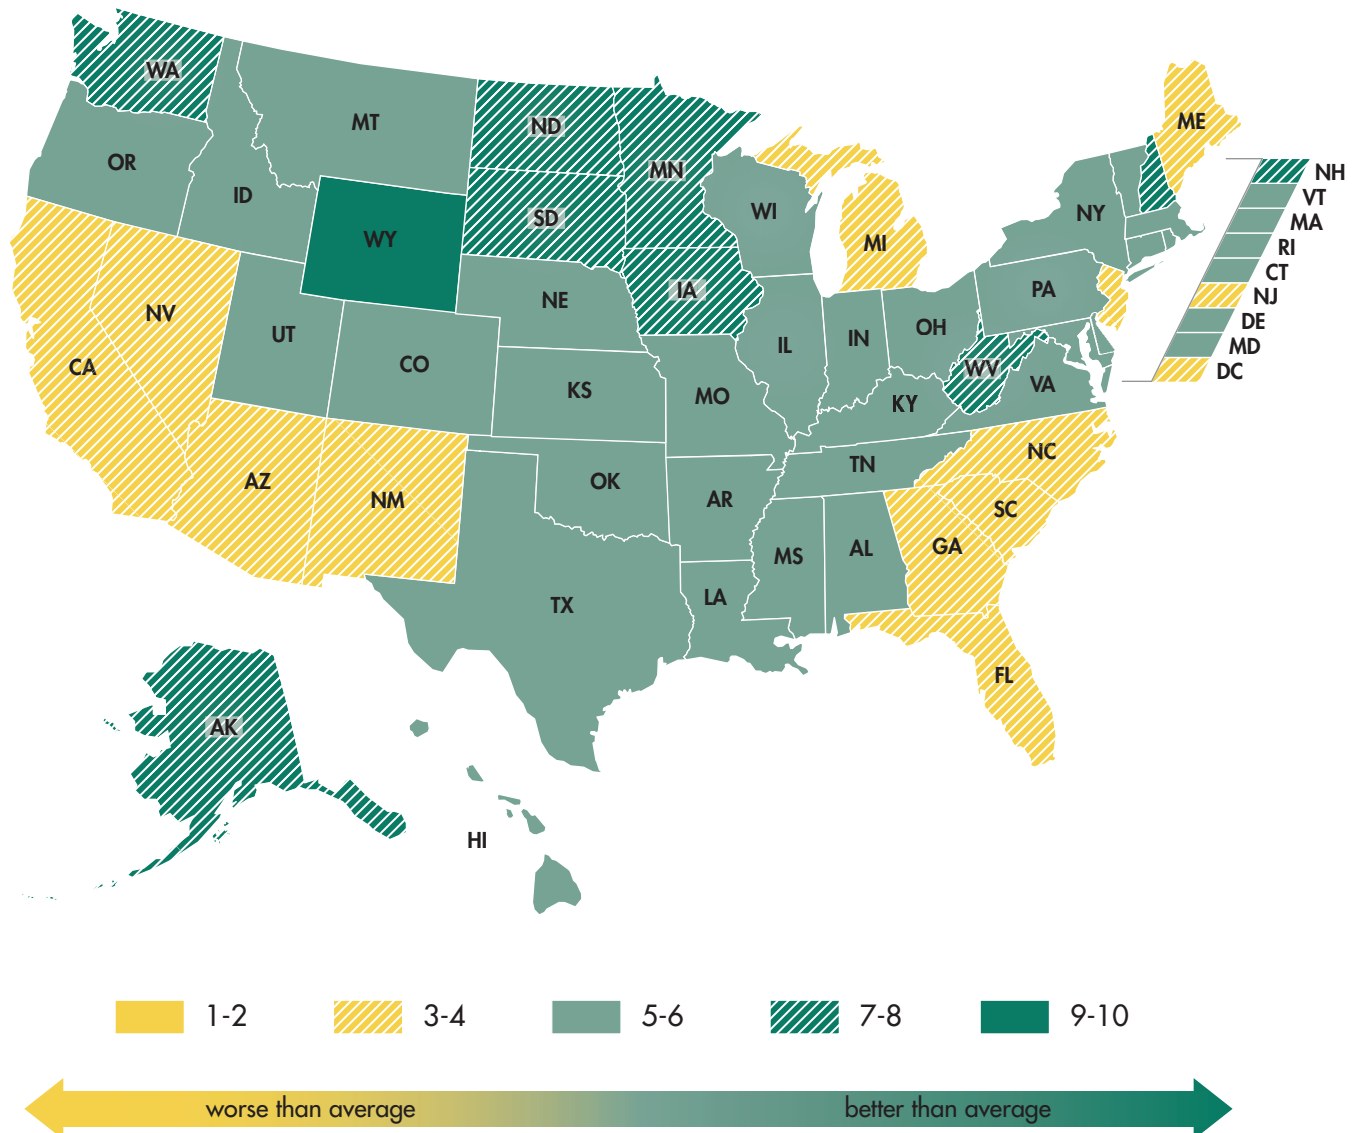 WA
MT
ND
MN
ME
OR
ID
SD
WI
MI
NY
NH
VT
MA
RI
CT
NJ
DE
MD
DC
WY
IA
NE
PA
NV
UT
CO
IL
IN
OH
WV
VA
CA
KS
MO
KY
AZ
NM
OK
AR
TN
NC
SC
MS
AL
GA
TX
LA
FL
AK
HI
1-2
3-4
5-6
7-8
9-10
worse than average
better than average